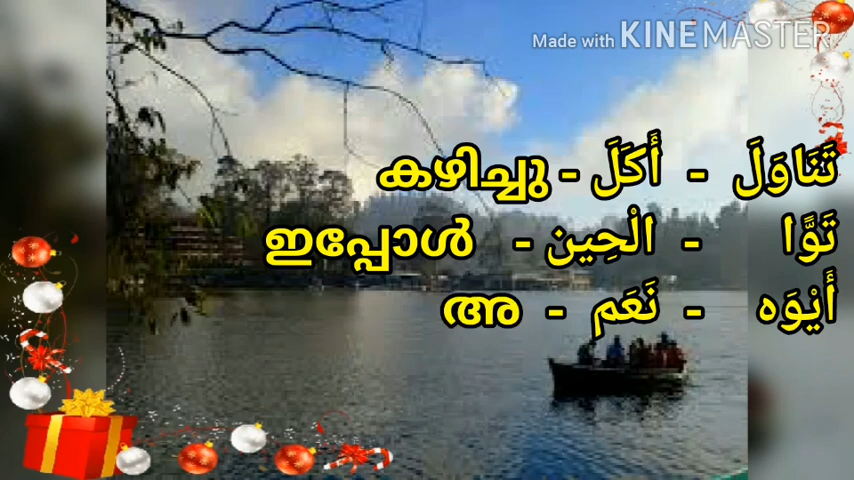 Made with KINEMASTER
تَنَاوَلَ - أَكَلَ - കഴിച്ചു
تَوًّا - الْحِين - ഇപ്പോൾ
أَيْوَه - نَعَم - അ